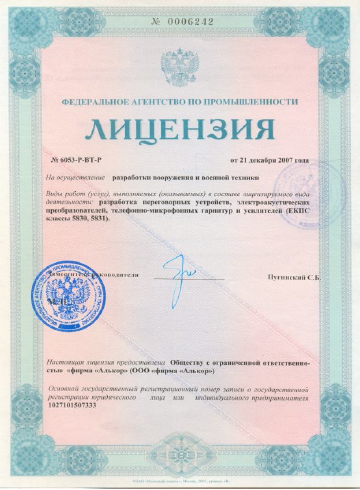 № 0006242
ФЕДЕРАЛЬНОЕ АГЕНТСТВО ПО ПРОМЫШЛЕННОСТИ
ЛИЦЕНЗИЯ
№ 6053-Р-ВТ-Р от 21 декабря 2007 года
На осуществление разработки вооружения и военной техники
Виды работ (услуг), выполняемых (оказываемых) в составе лицензируемого вида
деятельности: разработка переговорных устройств, электроакустических
преобразователей, телефонно-микрофонных гарнитур и усилителей (ЕКПС
классы 5830, 5831).
руководителя Путинский С.Б.
Настоящая лицензия предоставлена Обществу с ограниченной ответственно-
стью «фирма «Алькор» (ООО «фирма «Алькор»)
Основной государственный регистрационный номер записи о государственной
регистрации юридического лица или индивидуального предпринимателя
1027101507333